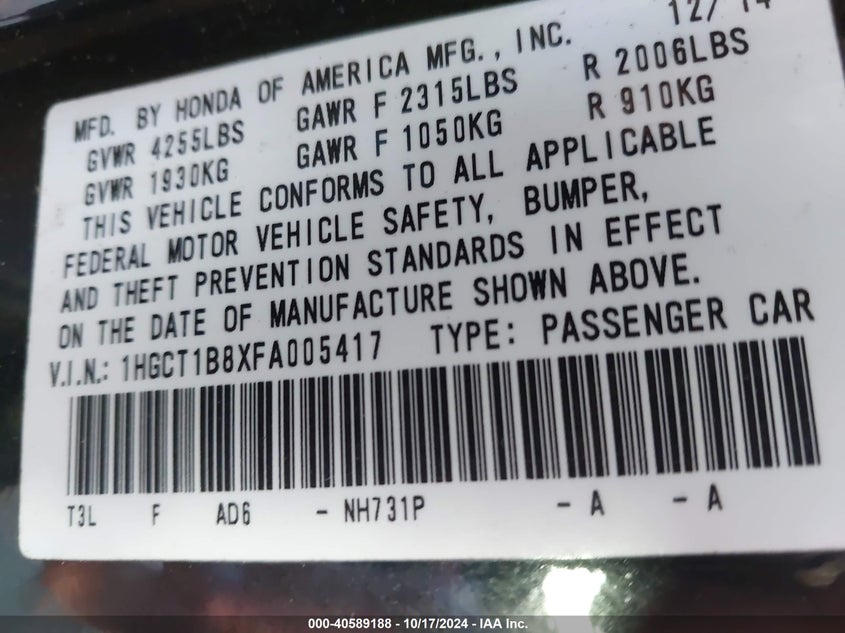 12/14
MFD. BY HONDA OF AMERICA MFG., INC.
GVWR 4255LBS GAWR F 2315LBS R 2006LBS
GVWR 1930KG GAWR F 1050KG R 910KG
THIS VEHICLE CONFORMS TO ALL APPLICABLE
FEDERAL MOTOR VEHICLE SAFETY, BUMPER,
AND THEFT PREVENTION STANDARDS IN EFFECT
ON THE DATE OF MANUFACTURE SHOWN ABOVE.
V.I.N.: 1HGCT1B8XFA005417 TYPE: PASSENGER CAR
T3L F AD6 - NH731P - A - A
000-40589188 - 10/17/2024 - IAA Inc.